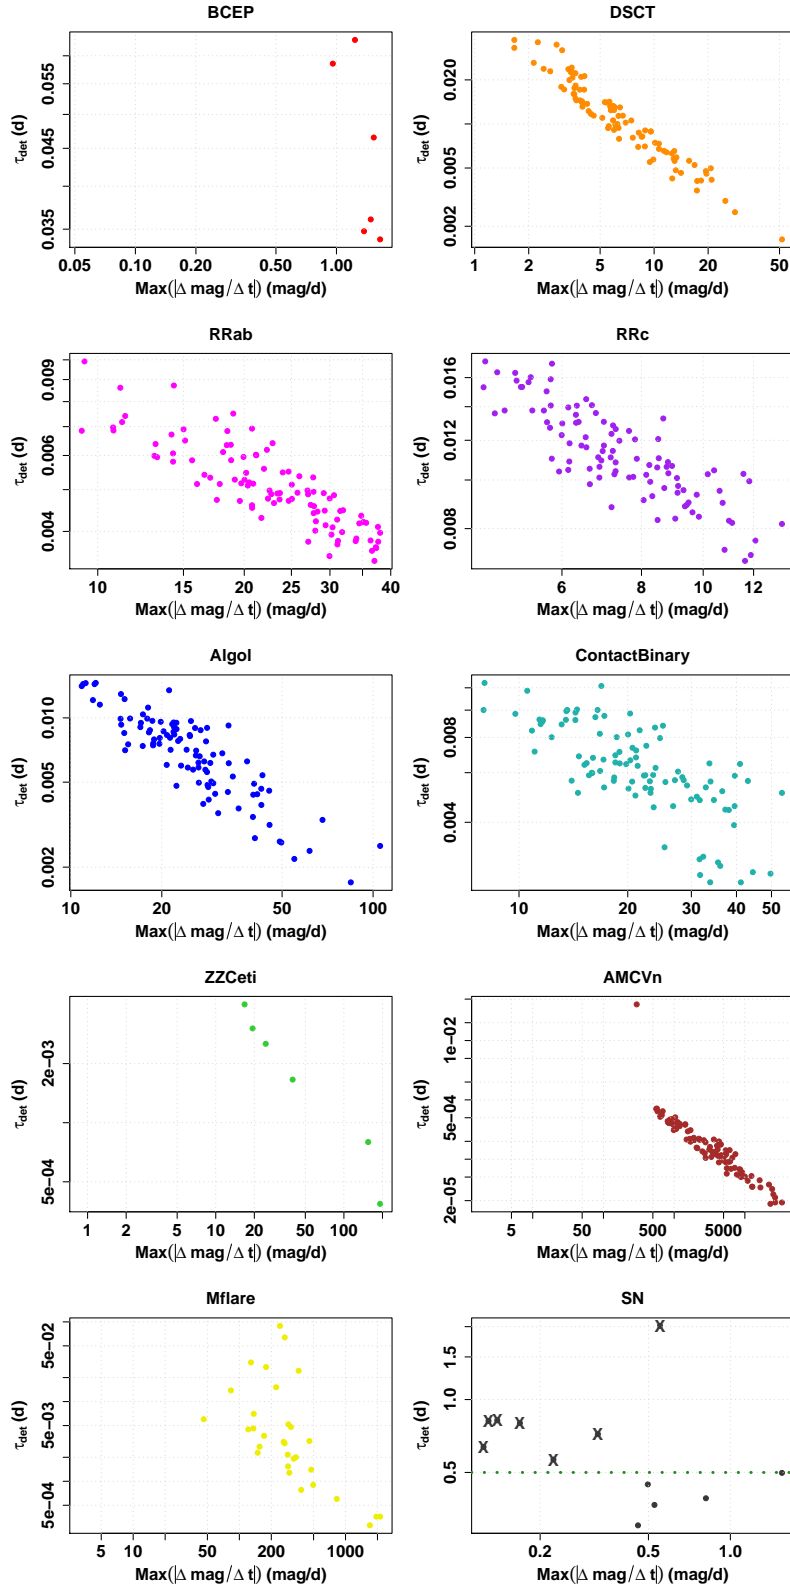 BCEP
0.035 0.045 0.055
τdet (d)
0.05 0.10 0.20 0.50 1.00
Max(|Δ mag/Δ t|) (mag/d)
DSCT
0.002 0.005 0.020
τdet (d)
1 2 5 10 20 50
Max(|Δ mag/Δ t|) (mag/d)
RRab
0.004 0.006 0.009
τdet (d)
10 15 20 25 30 40
Max(|Δ mag/Δ t|) (mag/d)
RRc
0.008 0.012 0.016
τdet (d)
6 8 10 12
Max(|Δ mag/Δ t|) (mag/d)
Algol
0.002 0.005 0.010
τdet (d)
10 20 50 100
Max(|Δ mag/Δ t|) (mag/d)
ContactBinary
0.004 0.008
τdet (d)
10 20 30 40 50
Max(|Δ mag/Δ t|) (mag/d)
ZZCeti
5e−04 2e−03
τdet (d)
1 2 5 10 20 50 100
Max(|Δ mag/Δ t|) (mag/d)
AMCVn
2e−05 5e−04 1e−02
τdet (d)
5 50 500 5000
Max(|Δ mag/Δ t|) (mag/d)
Mflare
5e−04 5e−03 5e−02
τdet (d)
5 10 50 200 1000
Max(|Δ mag/Δ t|) (mag/d)
SN
0.5 1.0 1.5
τdet (d)
X
X X X X
X X
0.2 0.5 1.0
Max(|Δ mag/Δ t|) (mag/d)